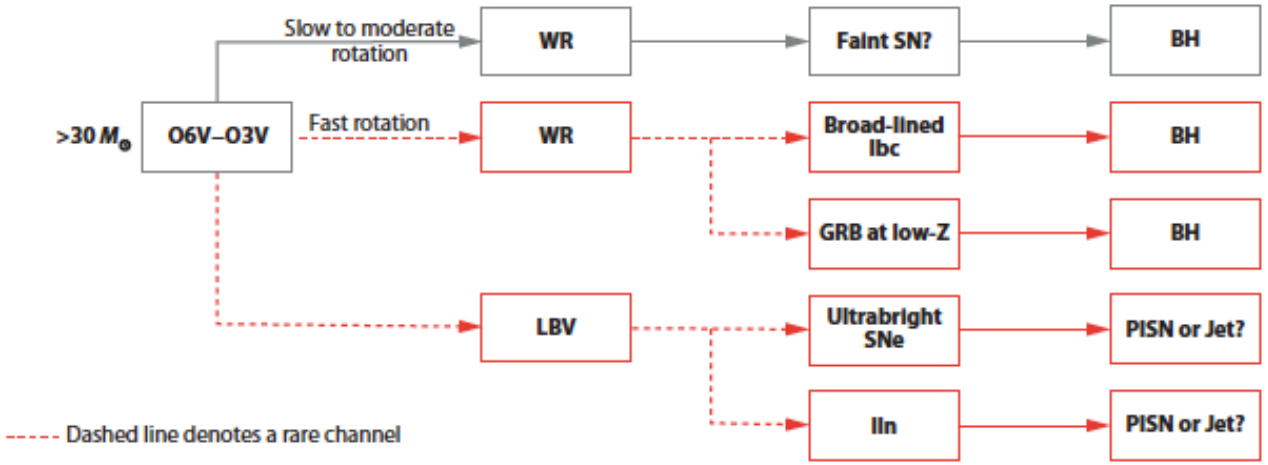 Slow to moderate
rotation
WR
Faint SN?
BH
>30 M⊙
O6V–O3V
Fast rotation
WR
Broad-lined
Ibc
BH
GRB at low-Z
BH
LBV
Ultrabright
SNe
PISN or Jet?
IIn
PISN or Jet?
Dashed line denotes a rare channel